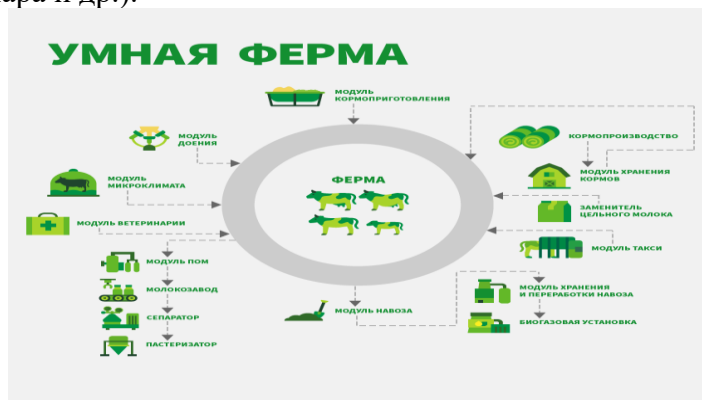 УМНАЯ ФЕРМА
МОДУЛЬ
КОРМОПРИГОТОВЛЕНИЯ
МОДУЛЬ
ДОЕНИЯ
МОДУЛЬ
МИКРОКЛИМАТА
МОДУЛЬ ВЕТЕРИНАРИИ
ФЕРМА
КОРМОПРОИЗВОДСТВО
МОДУЛЬ ХРАНЕНИЯ
КОРМОВ
ЗАМЕНИТЕЛЬ
ЦЕЛЬНОГО МОЛОКА
МОДУЛЬ ТАКСИ
МОДУЛЬ ПОМ
МОЛОКОЗАВОД
СЕПАРАТОР
ПАСТЕРИЗАТОР
МОДУЛЬ НАВОЗА
МОДУЛЬ ХРАНЕНИЯ
И ПЕРЕРАБОТКИ НАВОЗА
БИОГАЗОВАЯ УСТАНОВКА